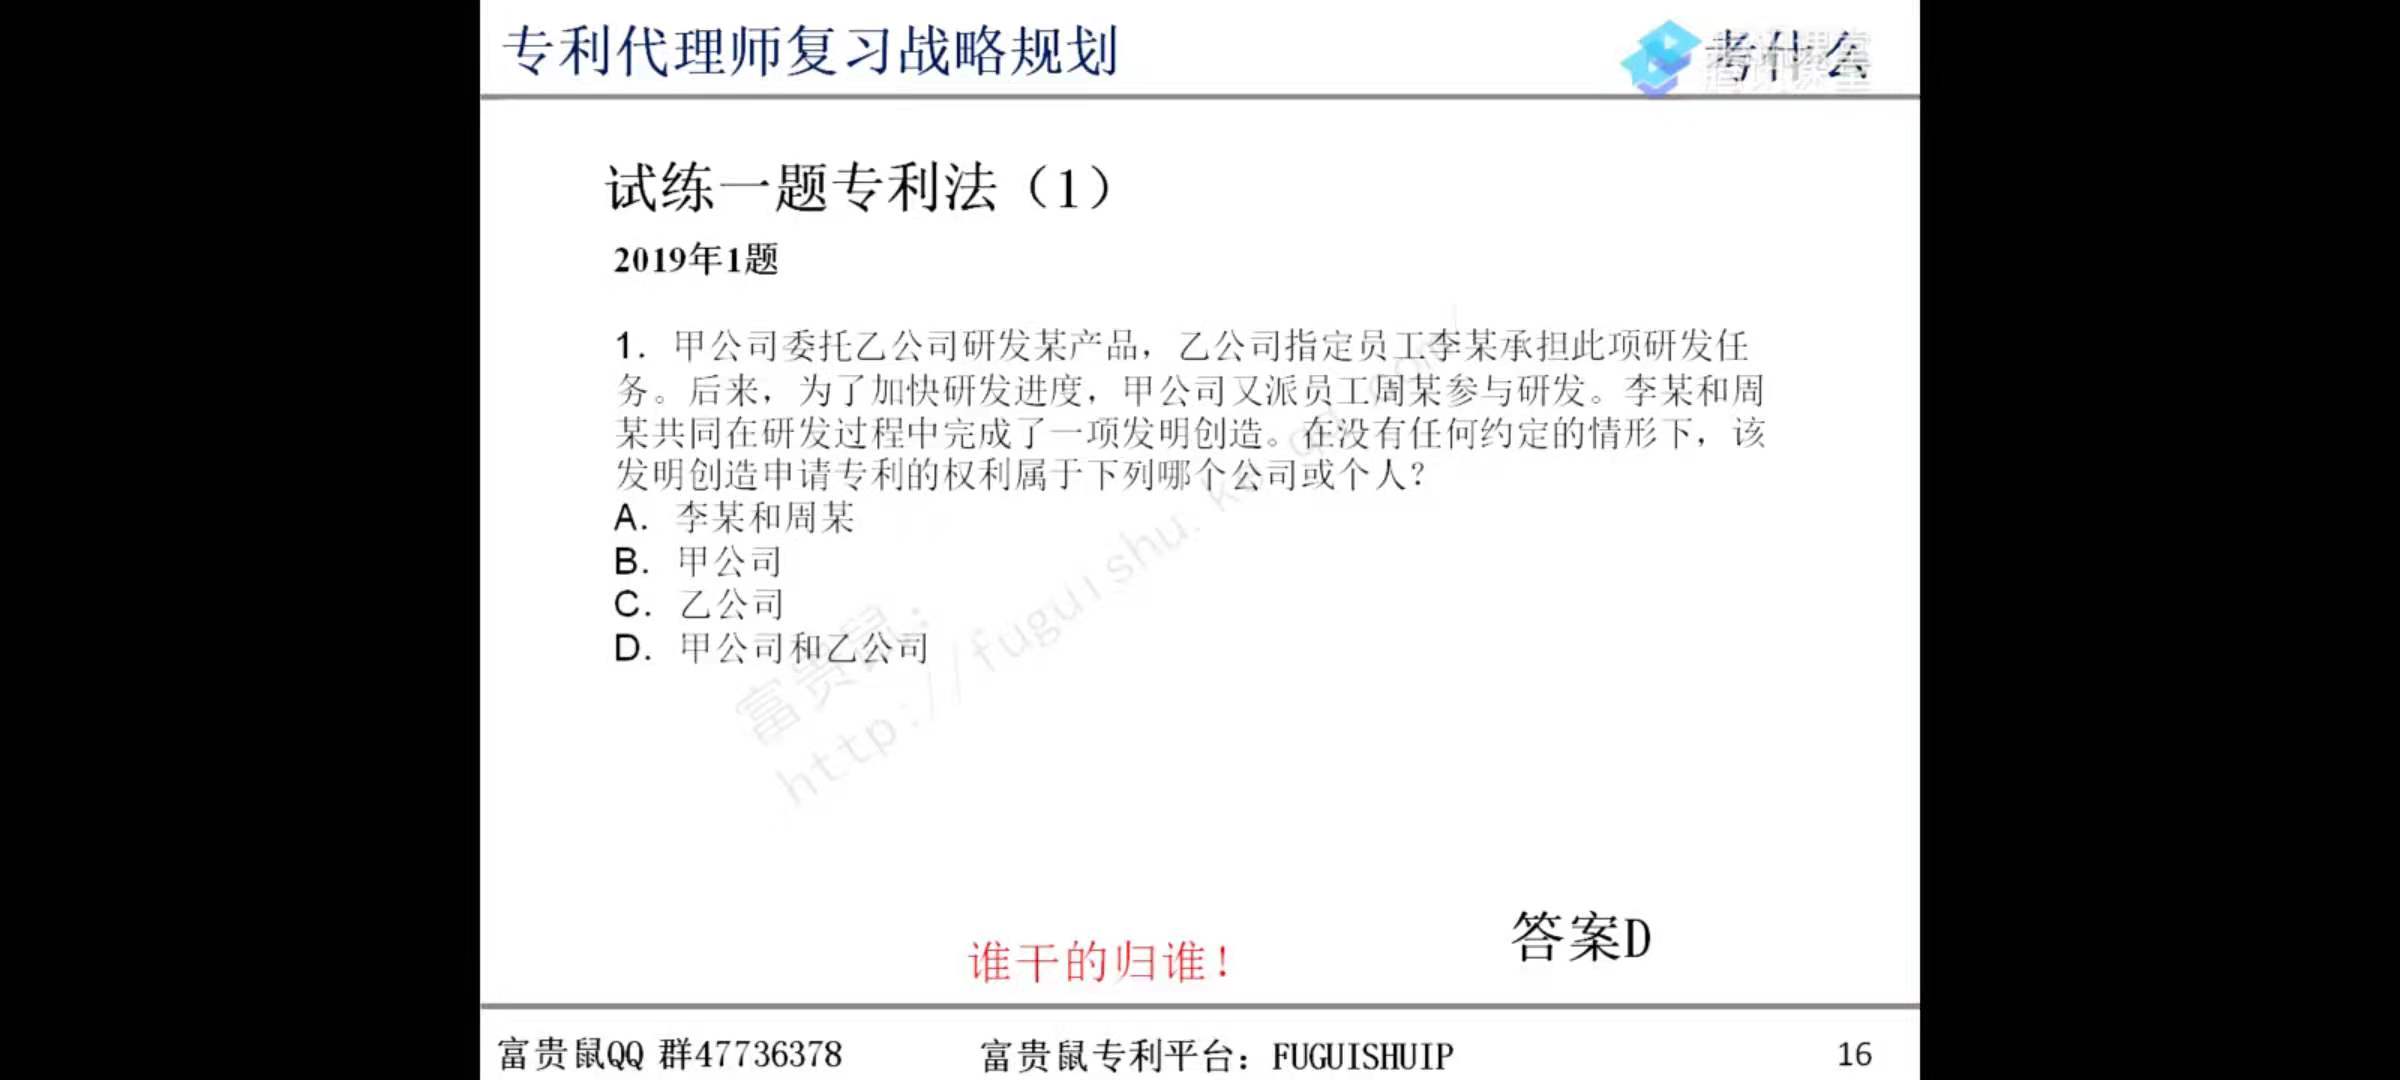 专利代理师复习战略规划
考什么
试练一题专利法（1）
2019年1题
1. 甲公司委托乙公司研发某产品，乙公司指定员工李某承担此项研发任
务。后来，为了加快研发进度，甲公司又派员工周某参与研发。李某和周
某共同在研发过程中完成了一项发明创造。在没有任何约定的情形下，该
发明创造申请专利的权利属于下列哪个公司或个人？
A. 李某和周某
B. 甲公司
C. 乙公司
D. 甲公司和乙公司
富贵鼠：
答案D
谁干的归谁！
富贵鼠QQ 群47736378
富贵鼠专利平台：FUGUISHUIP
16